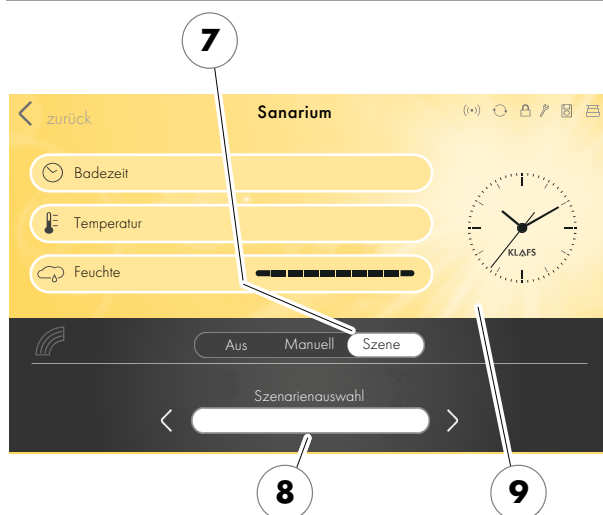 7
zurück
Sanarium
Badezeit
Temperatur
Feuchte
KLAFS
Aus Manuell Szene
Szenarienauswahl
8
9